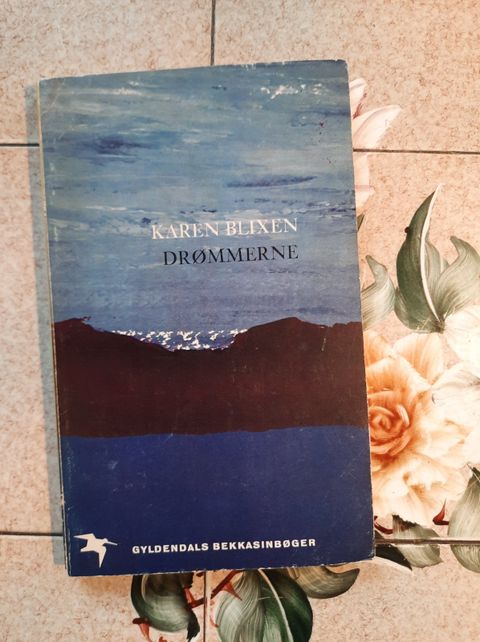 KAREN BLIXEN
DRØMMERNE
GYLDENDALS BEKKASINBØGER